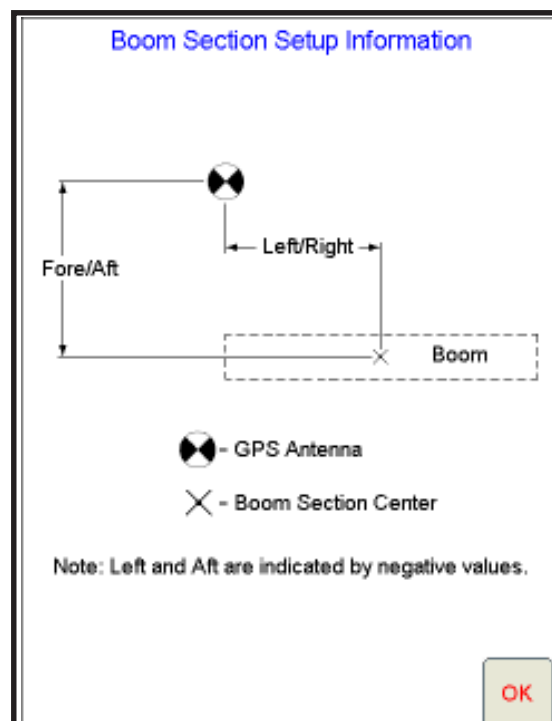 Boom Section Setup Information
Left/Right
Fore/Aft
Boom
- GPS Antenna
- Boom Section Center
Note: Left and Aft are indicated by negative values.
OK